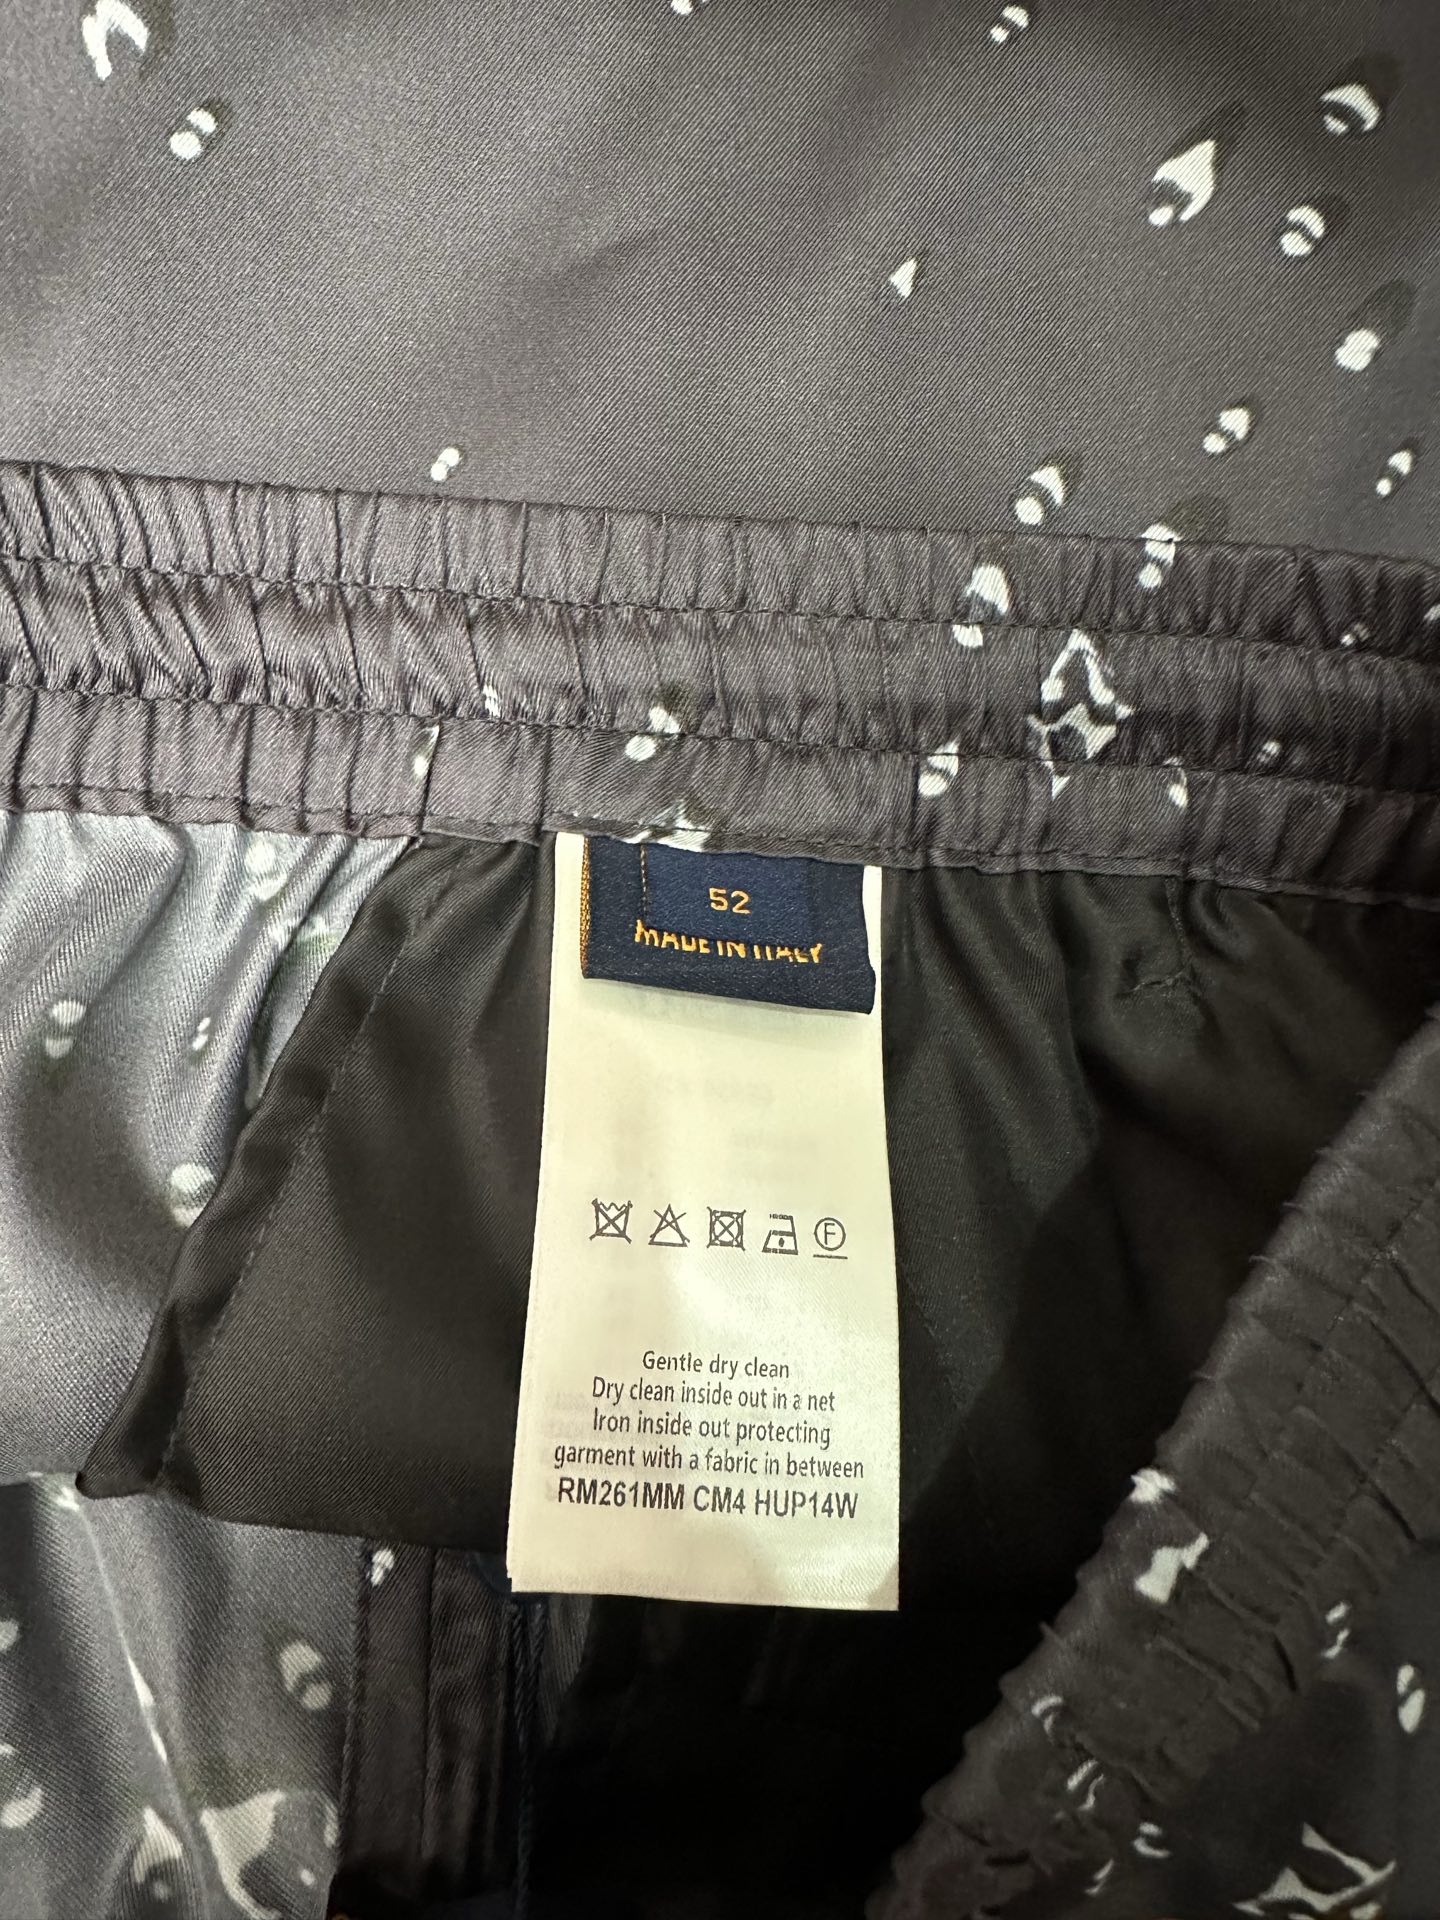 52
MADE IN ITALY
F
Gentle dry clean
Dry clean inside out in a net
Iron inside out protecting
garment with a fabric in between
RM261MM CM4 HUP14W